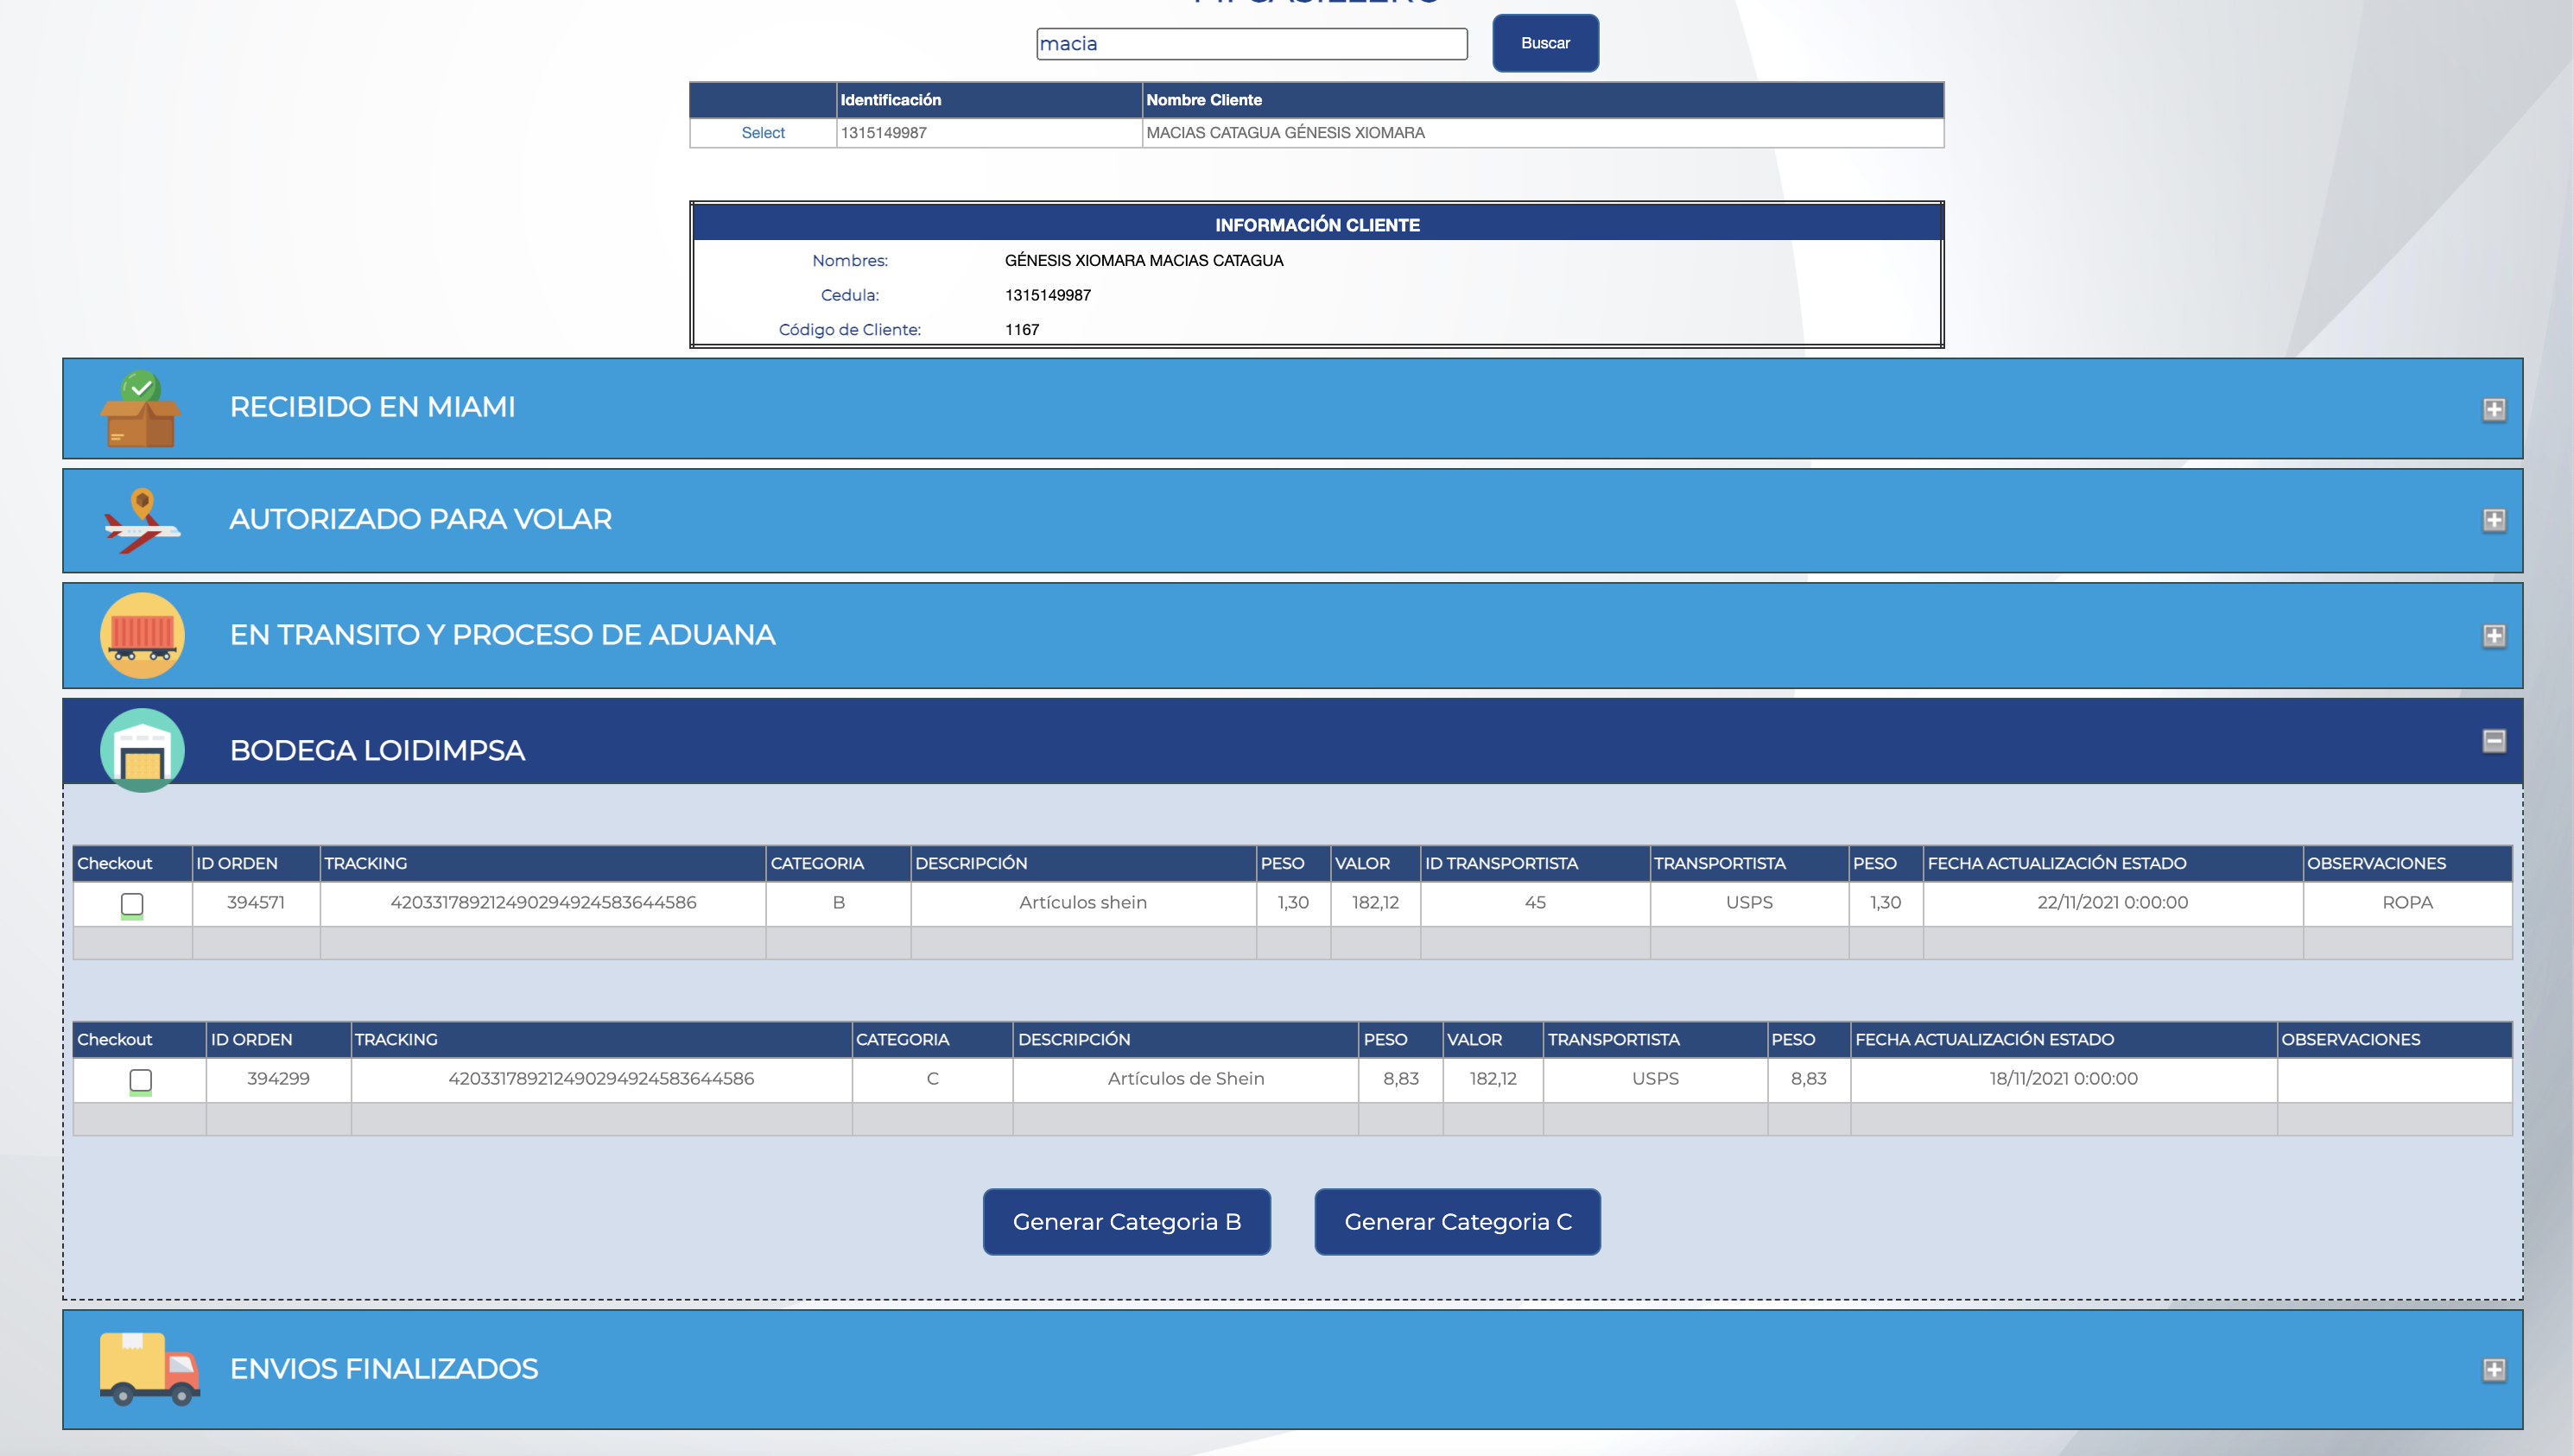 macia
Buscar
Identificación Nombre Cliente
Select 1315149987 MACIAS CATAGUA GÉNESIS XIOMARA
INFORMACIÓN CLIENTE
Nombres: GÉNESIS XIOMARA MACIAS CATAGUA
Cedula: 1315149987
Código de Cliente: 1167
RECIBIDO EN MIAMI
AUTORIZADO PARA VOLAR
EN TRANSITO Y PROCESO DE ADUANA
BODEGA LOIDIMPSA
Checkout ID ORDEN TRACKING CATEGORIA DESCRIPCIÓN PESO VALOR ID TRANSPORTISTA TRANSPORTISTA PESO FECHA ACTUALIZACIÓN ESTADO OBSERVACIONES
394571 420331789212490294924583644586 B Artículos shein 1,30 182,12 45 USPS 1,30 22/11/2021 0:00:00 ROPA
Checkout ID ORDEN TRACKING CATEGORIA DESCRIPCIÓN PESO VALOR TRANSPORTISTA PESO FECHA ACTUALIZACIÓN ESTADO OBSERVACIONES
394299 420331789212490294924583644586 C Artículos de Shein 8,83 182,12 USPS 8,83 18/11/2021 0:00:00
Generar Categoria B Generar Categoria C
ENVIOS FINALIZADOS